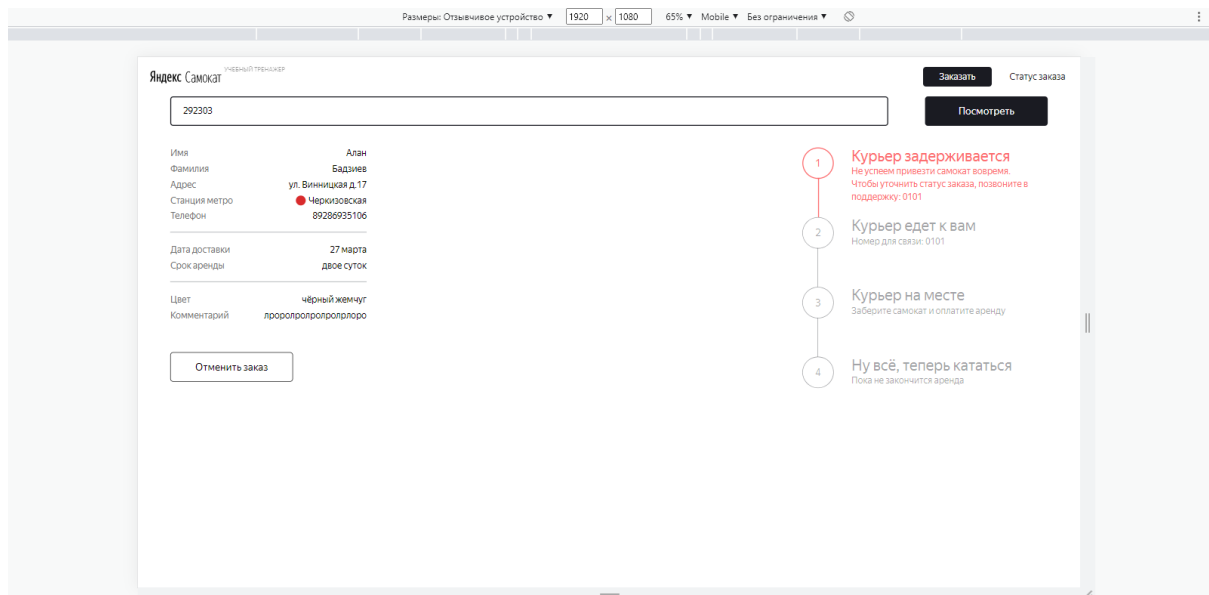 Размеры: Отзывчивое устройство ▼ 1920 × 1080 65% ▼ Mobile ▼ Без ограничения ▼
Яндекс Самокат УЧЕБНЫЙ ТРЕНАЖЕР Заказать Статус заказа
292303 Посмотреть
Имя Алан
Фамилия Бадзиев
Адрес ул. Винницкая д.17
Станция метро Черкизовская
Телефон 89286935106
Дата доставки 27 марта
Срок аренды двое суток
Цвет чёрный жемчуг
Комментарий лроролролролролрлоро
Отменить заказ
1 Курьер задерживается
Не успеем привезти самокат вовремя.
Чтобы уточнить статус заказа, позвоните в
поддержку: 0101
2 Курьер едет к вам
Номер для связи: 0101
3 Курьер на месте
Заберите самокат и оплатите аренду
4 Ну всё, теперь кататься
Пока не закончится аренда